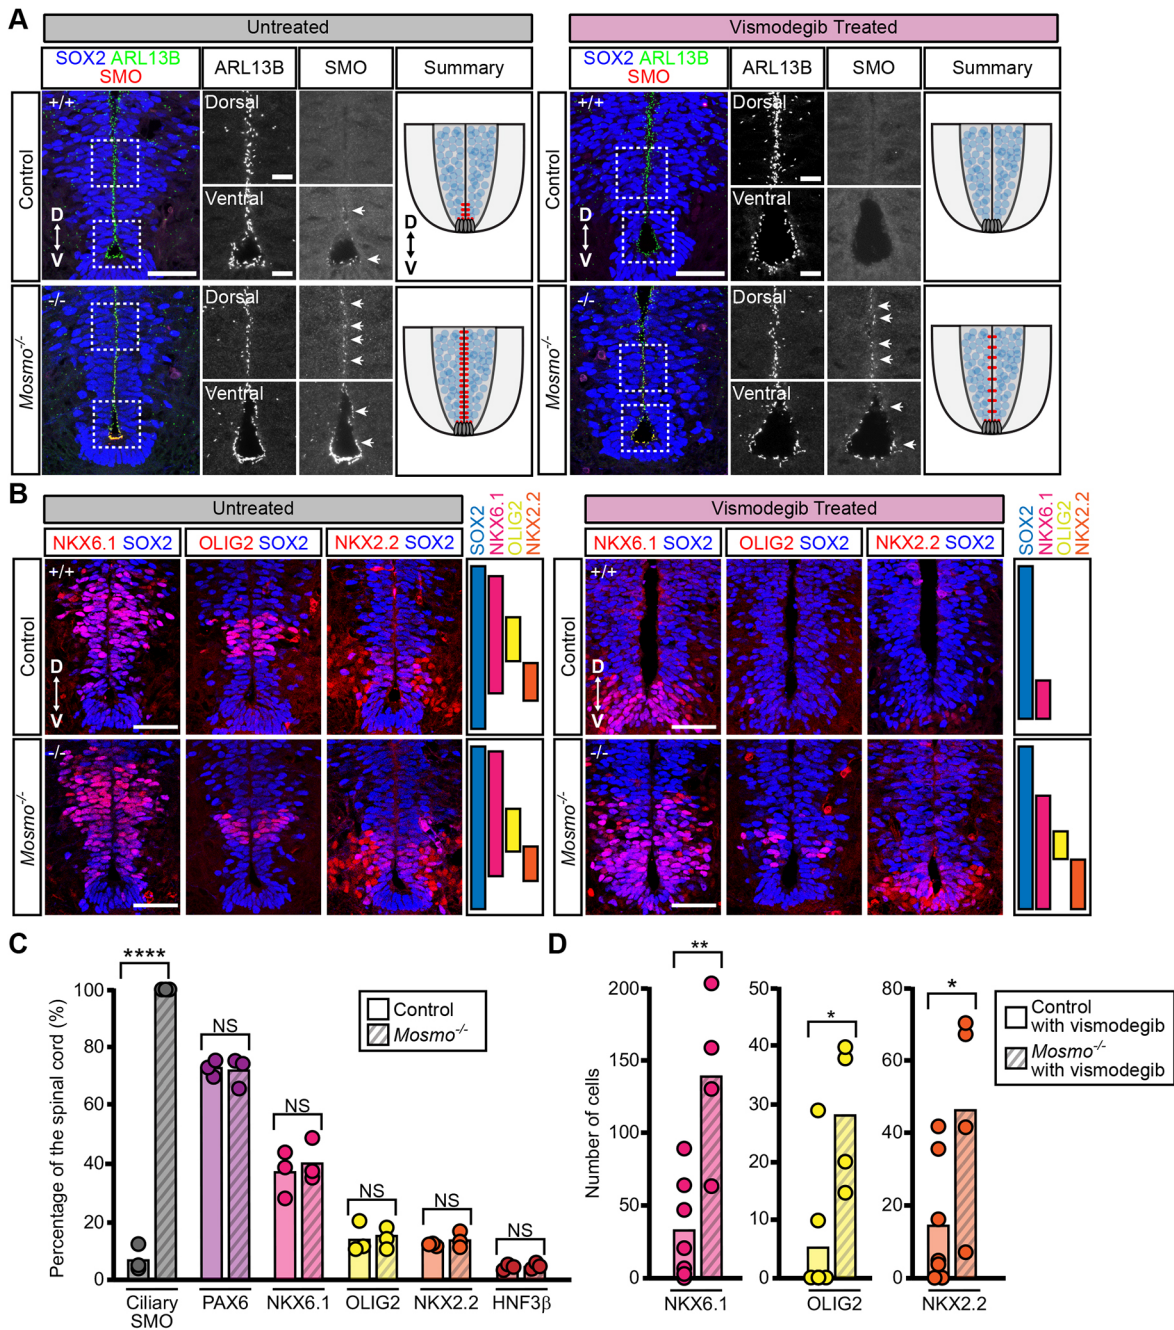 A
Untreated
Vismodegib Treated
SOX2 ARL13B
SMO
ARL13B
SMO
Summary
SOX2 ARL13B
SMO
ARL13B
SMO
Summary
Control
+/+
D
V
Dorsal
Ventral
D
V
Control
+/+
D
V
Dorsal
Ventral
Mosmo-/-
-/-
Dorsal
Ventral
Mosmo-/-
-/-
Dorsal
Ventral
B
Untreated
SOX2
NKX6.1
OLIG2
NKX2.2
Vismodegib Treated
SOX2
NKX6.1
OLIG2
NKX2.2
NKX6.1 SOX2
OLIG2 SOX2
NKX2.2 SOX2
NKX6.1 SOX2
OLIG2 SOX2
NKX2.2 SOX2
Control
+/+
D
V
Control
+/+
D
V
Mosmo-/-
-/-
Mosmo-/-
-/-
C
Percentage of the spinal cord (%)
100
80
60
40
20
0
****
NS
NS
NS
NS
NS
Control
Mosmo-/-
Ciliary
SMO
PAX6
NKX6.1
OLIG2
NKX2.2
HNF3β
D
Number of cells
200
150
100
50
0
**
NKX6.1
50
40
30
20
10
0
*
OLIG2
80
60
40
20
0
*
NKX2.2
Control
with vismodegib
Mosmo-/-
with vismodegib